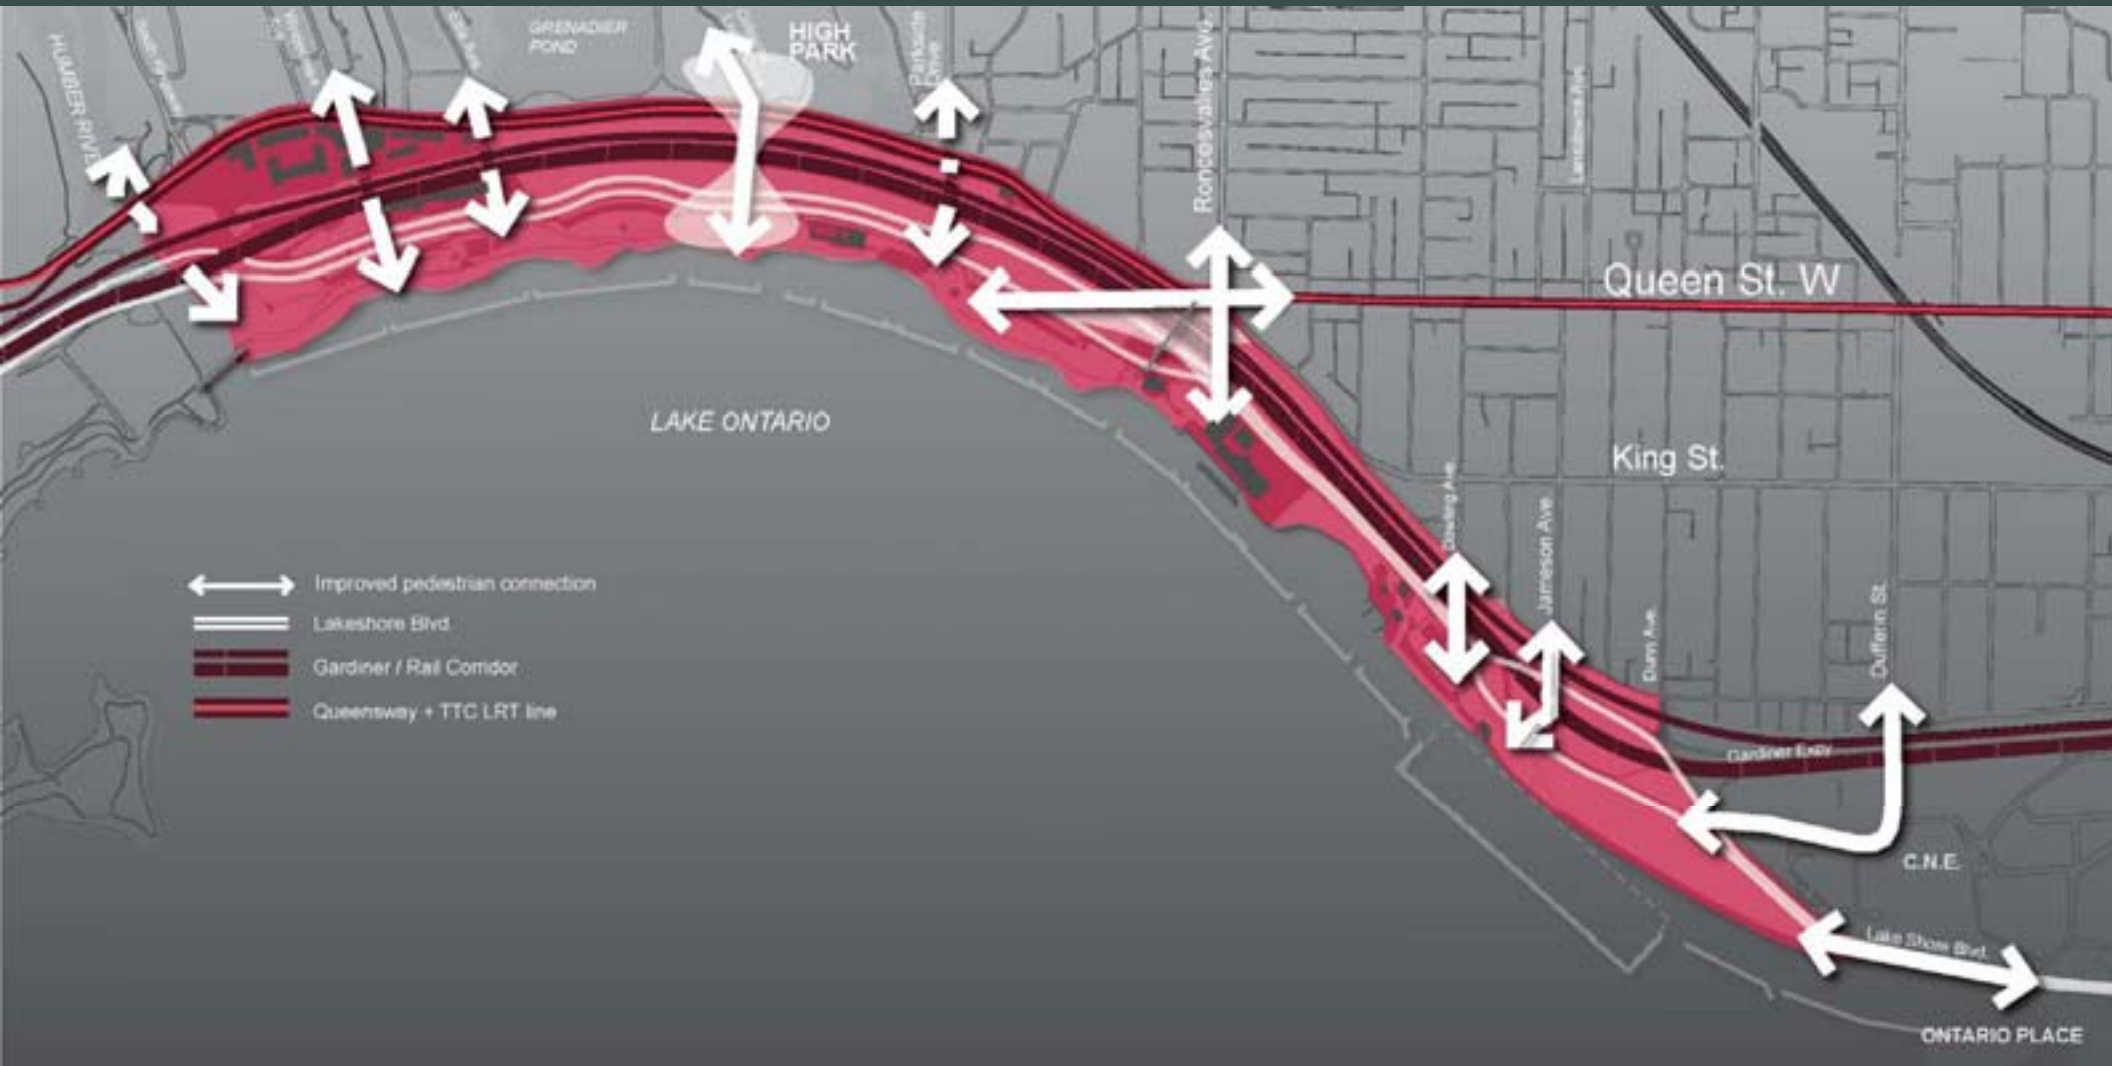 HUMBER RIVER
GRENADIER
POND
HIGH
PARK
Parkside
Drive
Roncesvalles Ave.
Lansdowne Ave.
Queen St. W
LAKE ONTARIO
King St.
Dowling Ave.
Jameson Ave.
Dunn Ave.
Dufferin St.
Improved pedestrian connection
Lakeshore Blvd.
Gardiner / Rail Corridor
Queensway + TTC LRT line
Gardiner Expy
C.N.E.
Lake Shore Blvd.
ONTARIO PLACE